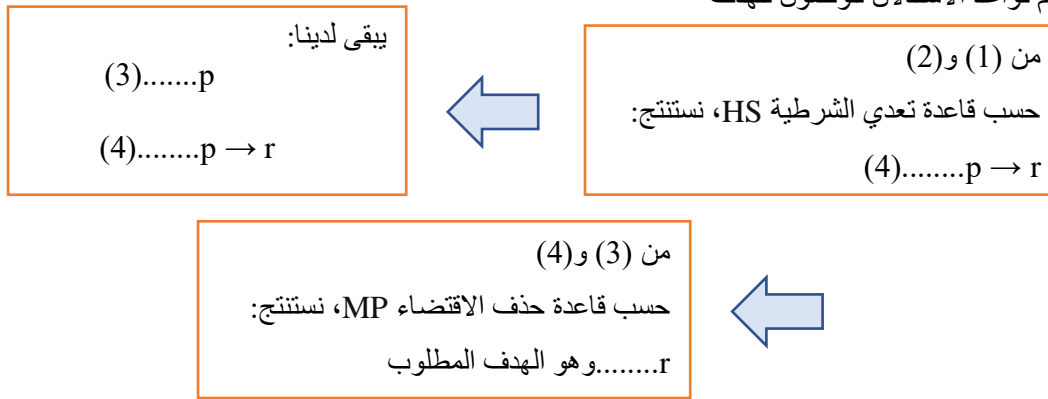 من (1) و(2)
حسب قاعدة تعدي الشرطية HS، نستنتج:
p → r........(4)
يبقى لدينا:
p.......(3)
p → r........(4)
من (3) و(4)
حسب قاعدة حذف الاقتضاء MP، نستنتج:
r........وهو الهدف المطلوب